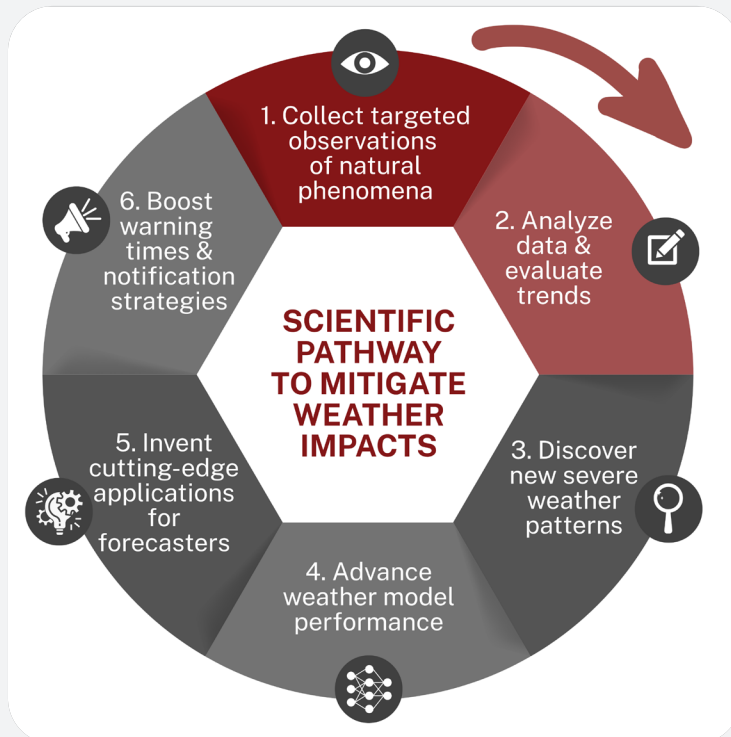 1. Collect targeted
observations
of natural
phenomena
2. Analyze
data &
evaluate
trends
3. Discover
new severe
weather
patterns
4. Advance
weather model
performance
5. Invent
cutting-edge
applications
for
forecasters
6. Boost
warning
times &
notification
strategies
SCIENTIFIC
PATHWAY
TO MITIGATE
WEATHER
IMPACTS